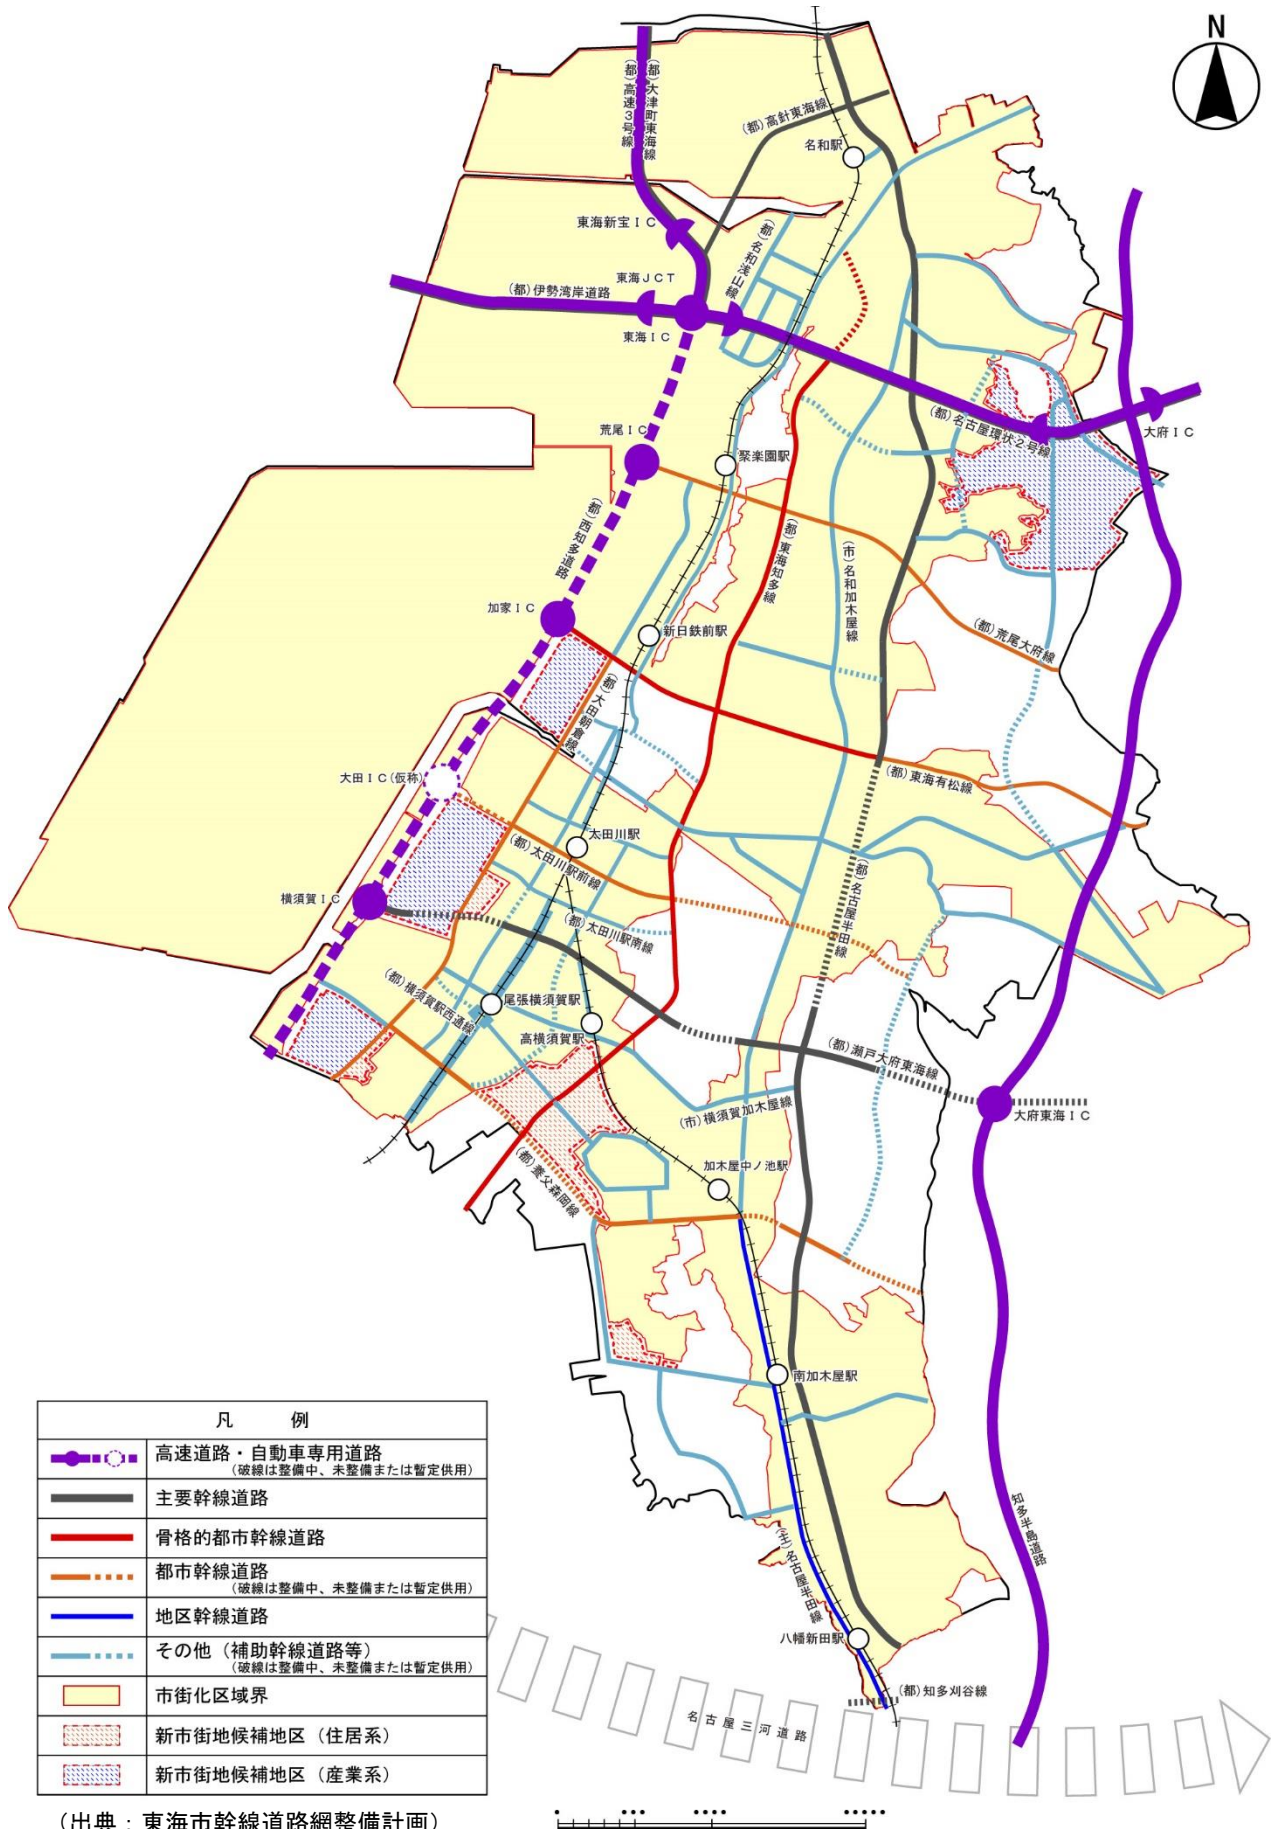 N
(都)高速3号線
(都)大津町東海線
(都)高針東海線
名和駅
東海新宝IC
(都)名和浅山線
東海JCT
(都)伊勢湾岸道路
東海IC
(都)名古屋環状2号線
大府IC
荒尾IC
聚楽園駅
(都)西知多道路
(都)東海知多線
(市)名和加木屋線
加家IC
新日鉄前駅
(都)荒尾大府線
(都)大田朝倉線
大田IC(仮称)
(都)東海有松線
太田川駅
(都)太田川駅前線
(都)名古屋半田線
横須賀IC
(都)太田川駅南線
(都)横須賀駅西通線
尾張横須賀駅
高横須賀駅
(都)瀬戸大府東海線
(市)横須賀加木屋線
大府東海IC
(都)養父森岡線
加木屋中ノ池駅
南加木屋駅
知多半島道路
(主)名古屋半田線
八幡新田駅
(都)知多刈谷線
名古屋三河道路
凡 例
高速道路・自動車専用道路
(破線は整備中、未整備または暫定供用)
主要幹線道路
骨格的都市幹線道路
都市幹線道路
(破線は整備中、未整備または暫定供用)
地区幹線道路
その他(補助幹線道路等)
(破線は整備中、未整備または暫定供用)
市街化区域界
新市街地候補地区(住居系)
新市街地候補地区(産業系)
(出典:東海市幹線道路網整備計画)